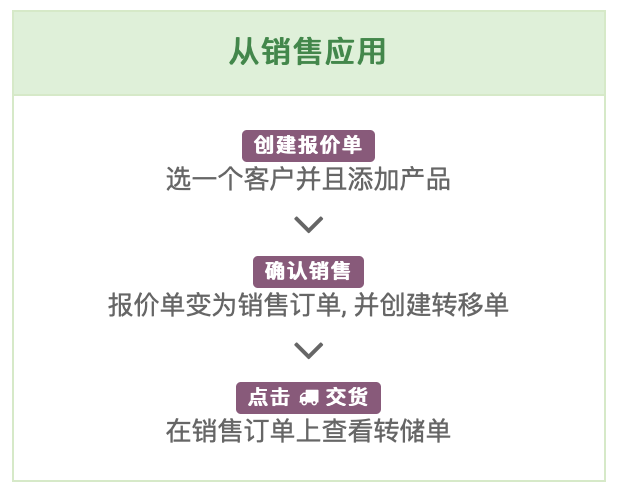 从销售应用
创建报价单
选一个客户并且添加产品
确认销售
报价单变为销售订单, 并创建转移单
点击 交货
在销售订单上查看转储单